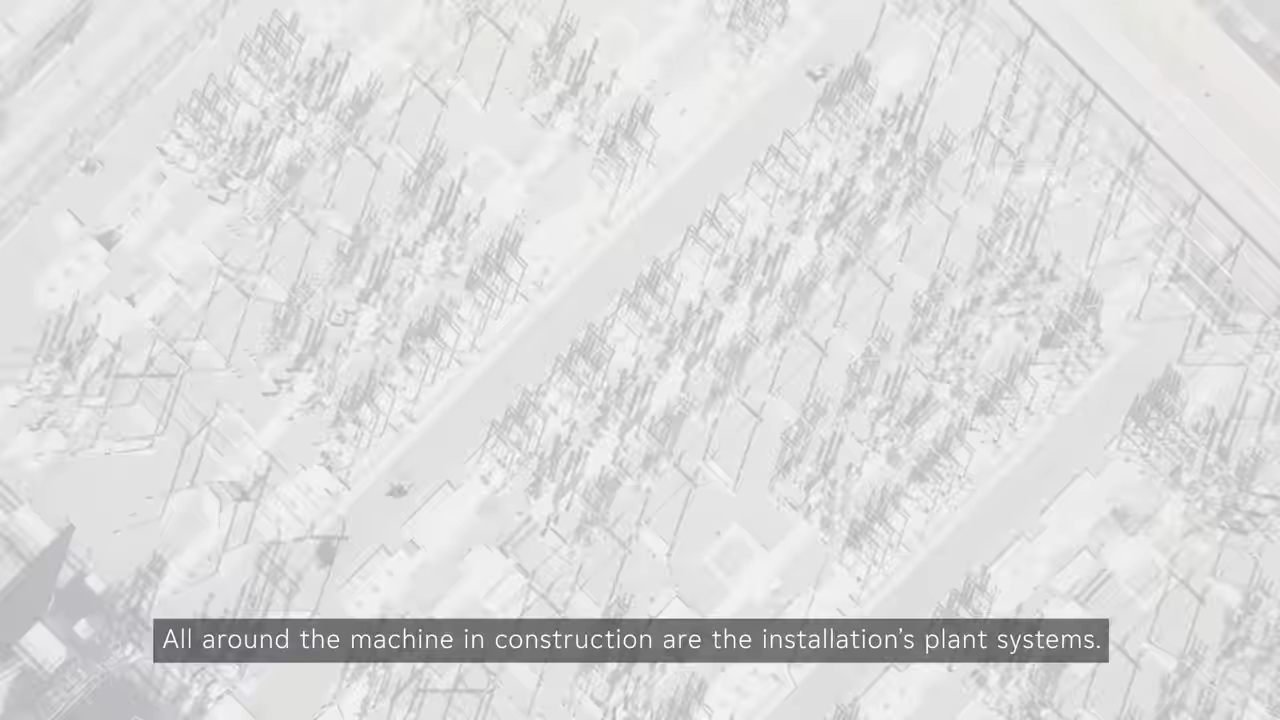 All around the machine in construction are the installation’s plant systems.